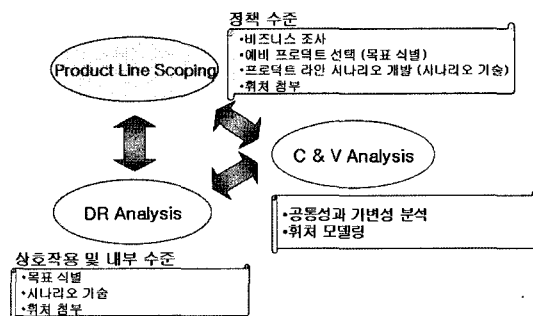 정책 수준
•비즈니스 조사
•예비 프로덕트 선택 (목표 식별)
•프로덕트 라인 시나리오 개발 (시나리오 기술)
•휘처 첨부
Product Line Scoping
C & V Analysis
•공통성과 가변성 분석
•휘처 모델링
DR Analysis
상호작용 및 내부 수준
•목표 식별
•시나리오 기술
•휘처 첨부